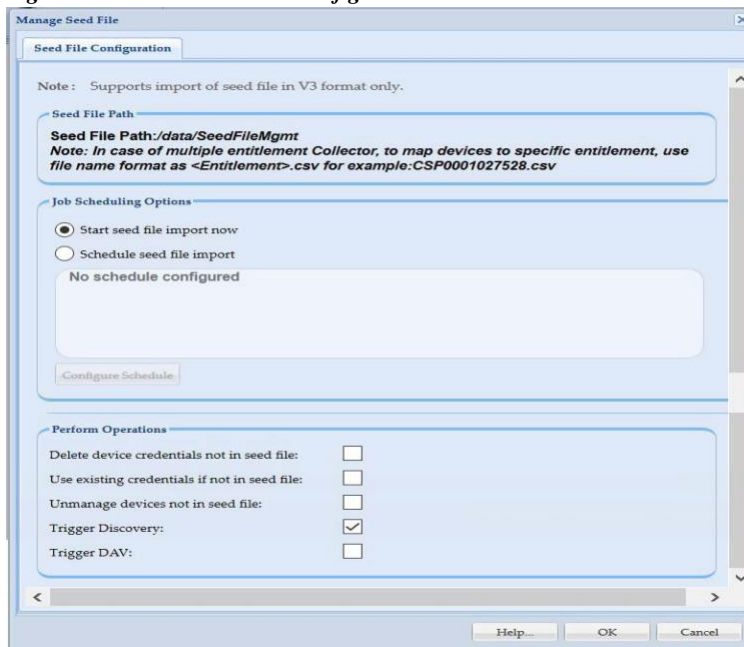 Manage Seed File
Seed File Configuration
Note : Supports import of seed file in V3 format only.
Seed File Path
Seed File Path:/data/SeedFileMgmt
Note: In case of multiple entitlement Collector, to map devices to specific entitlement, use
file name format as <Entitlement>.csv for example:CSP0001027528.csv
Job Scheduling Options
Start seed file import now
Schedule seed file import
No schedule configured
Configure Schedule
Perform Operations
Delete device credentials not in seed file:
Use existing credentials if not in seed file:
Unmanage devices not in seed file:
Trigger Discovery:
Trigger DAV:
Help...
OK
Cancel